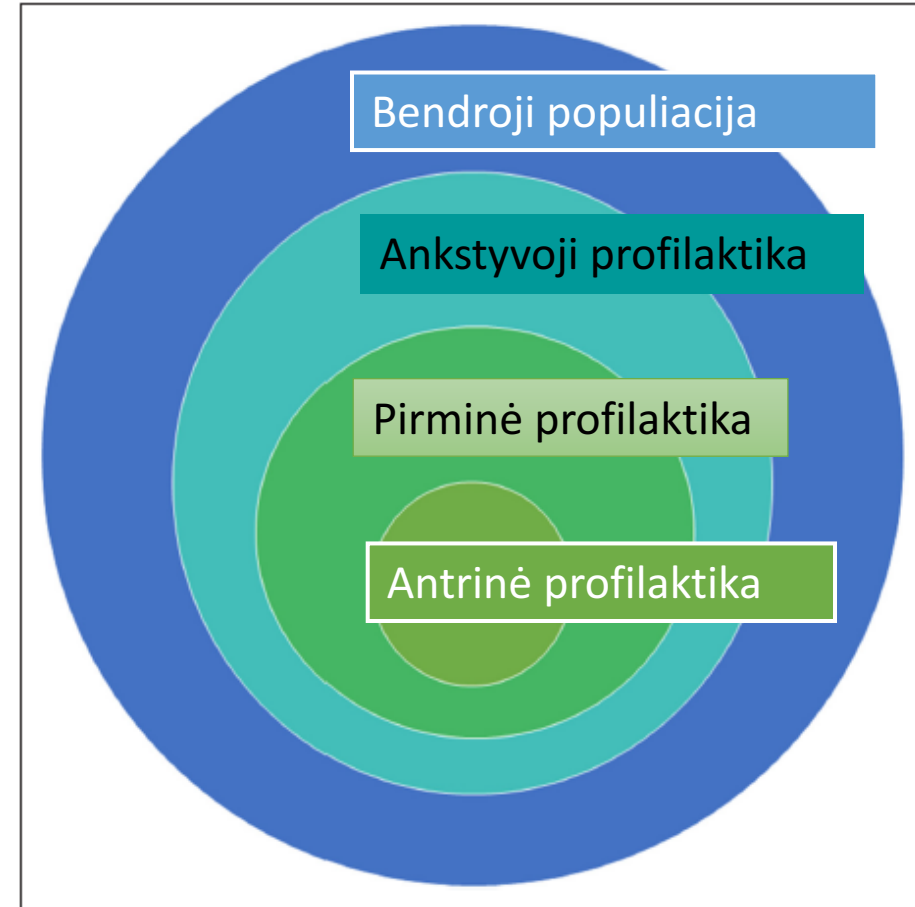 Bendroji populiacija
Ankstyvoji profilaktika
Pirminė profilaktika
Antrinė profilaktika